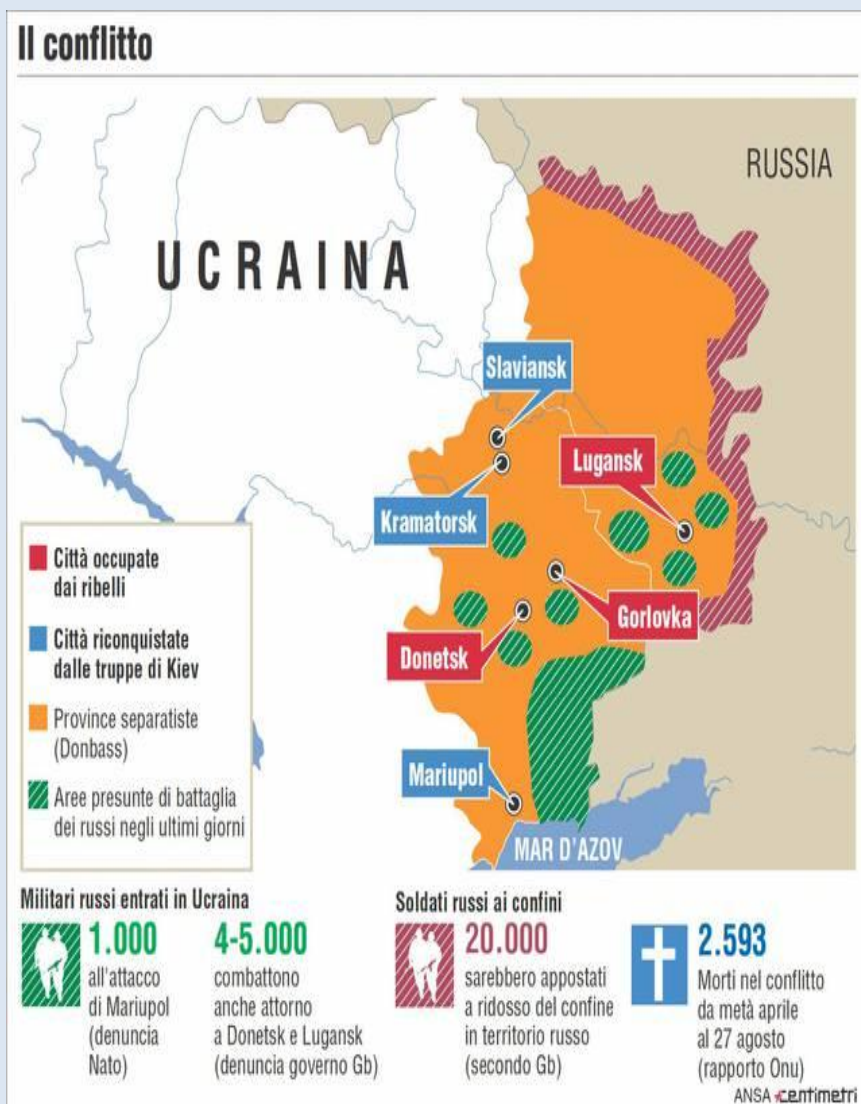 Il conflitto
RUSSIA
UCRAINA
Slaviansk
Lugansk
Kramatorsk
Gorlovka
Donetsk
Mariupol
MAR D'AZOV
Città occupate
dai ribelli
Città riconquistate
dalle truppe di Kiev
Province separatiste
(Donbass)
Aree presunte di battaglia
dei russi negli ultimi giorni
Militari russi entrati in Ucraina
1.000
all'attacco
di Mariupol
(denuncia
Nato)
4-5.000
combattono
anche attorno
a Donetsk e Lugansk
(denuncia governo Gb)
Soldati russi ai confini
20.000
sarebbero appostati
a ridosso del confine
in territorio russo
(secondo Gb)
2.593
Morti nel conflitto
da metà aprile
al 27 agosto
(rapporto Onu)
ANSA centimetri